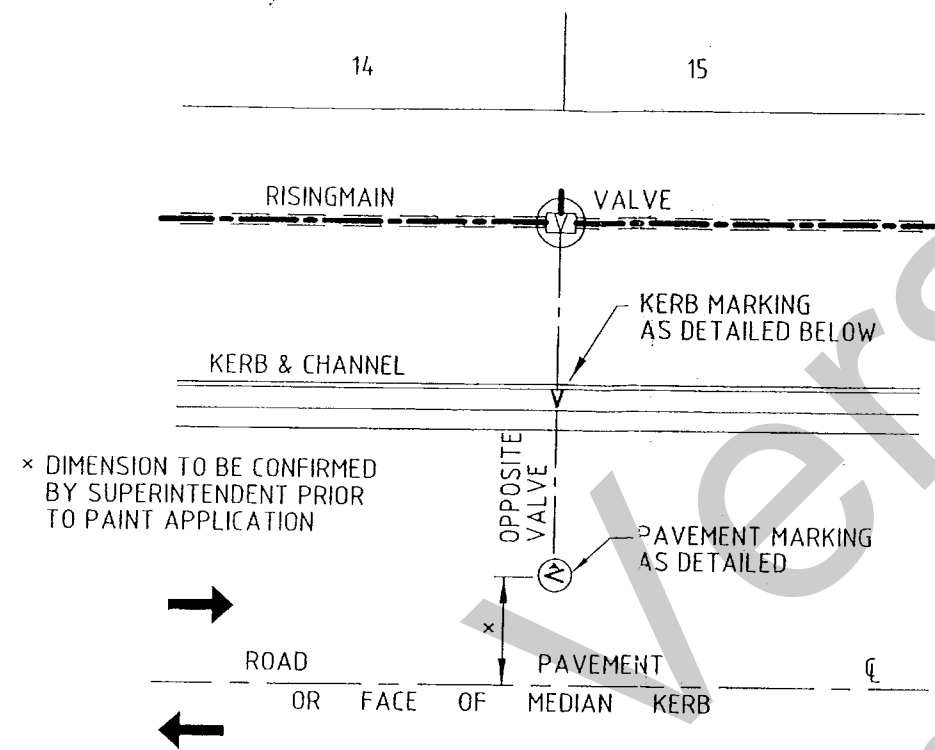 14
15
RISINGMAIN
VALVE
V
KERB MARKING
AS DETAILED BELOW
KERB & CHANNEL
V
× DIMENSION TO BE CONFIRMED
BY SUPERINTENDENT PRIOR
TO PAINT APPLICATION
OPPOSITE
VALVE
PAVEMENT MARKING
AS DETAILED
V
×
ROAD PAVEMENT ℄
OR FACE OF MEDIAN KERB
Vers